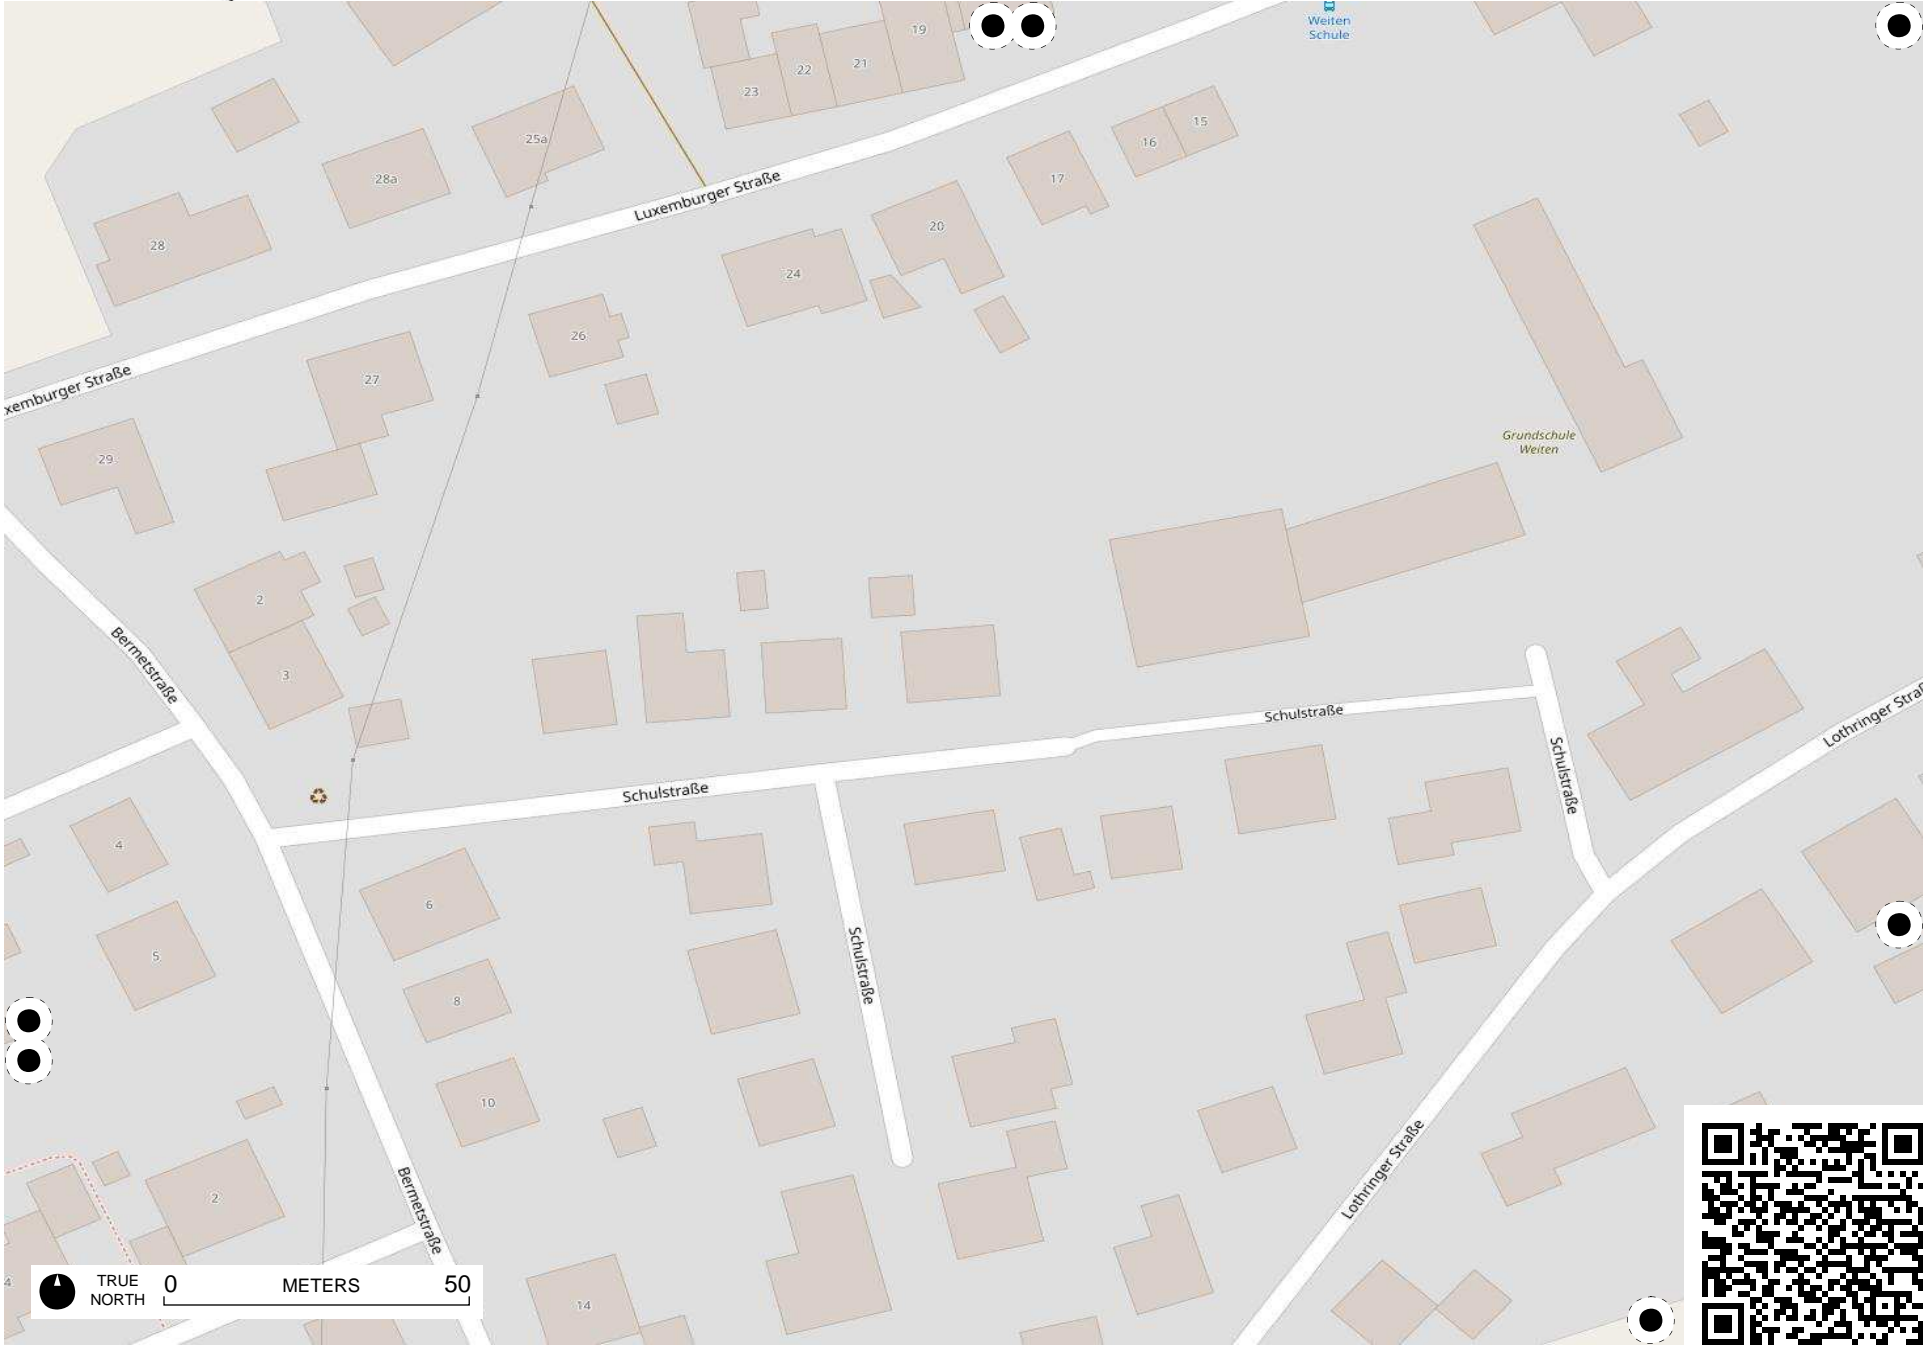 Weiten
Schule
19
22
21
23
15
16
25a
28a
17
Luxemburger Straße
20
28
24
26
xemburger Straße
27
29
Grundschule
Weiten
2
Bermetstraße
3
Schulstraße
Lothringer Straß
Schulstraße
Schulstraße
4
6
5
Schulstraße
8
10
Lothringer Straße
2
Bermetstraße
4
14
TRUE
NORTH
0 METERS 50